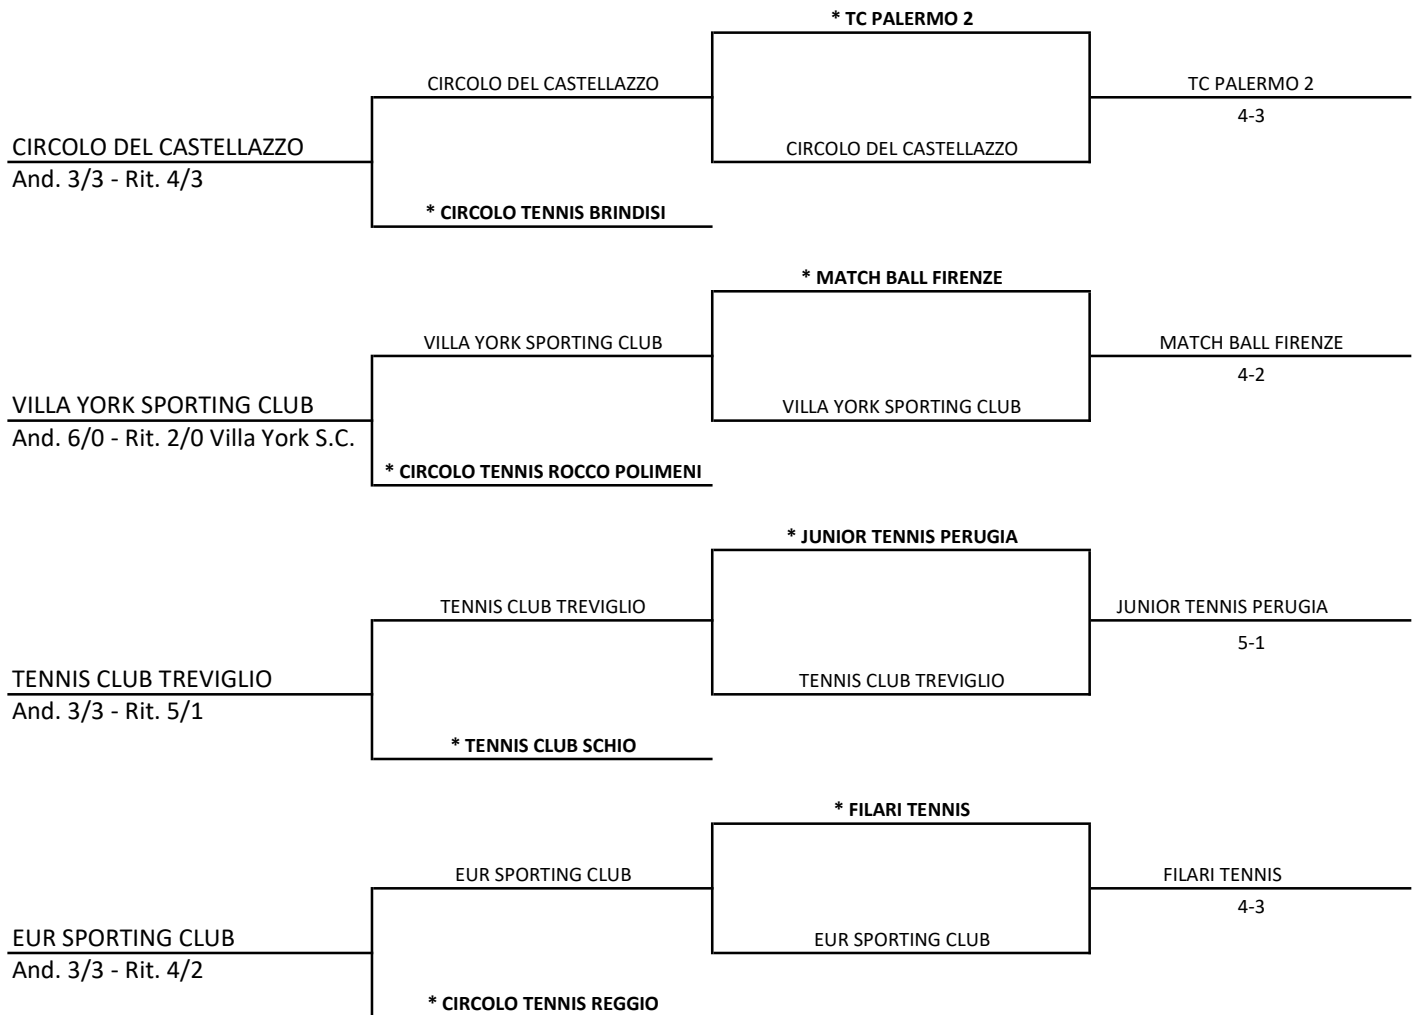 * TC PALERMO 2
CIRCOLO DEL CASTELLAZZO
TC PALERMO 2
4-3
CIRCOLO DEL CASTELLAZZO
CIRCOLO DEL CASTELLAZZO
And. 3/3 - Rit. 4/3
* CIRCOLO TENNIS BRINDISI
* MATCH BALL FIRENZE
VILLA YORK SPORTING CLUB
MATCH BALL FIRENZE
4-2
VILLA YORK SPORTING CLUB
VILLA YORK SPORTING CLUB
And. 6/0 - Rit. 2/0 Villa York S.C.
* CIRCOLO TENNIS ROCCO POLIMENI
* JUNIOR TENNIS PERUGIA
TENNIS CLUB TREVIGLIO
JUNIOR TENNIS PERUGIA
5-1
TENNIS CLUB TREVIGLIO
TENNIS CLUB TREVIGLIO
And. 3/3 - Rit. 5/1
* TENNIS CLUB SCHIO
* FILARI TENNIS
EUR SPORTING CLUB
FILARI TENNIS
4-3
EUR SPORTING CLUB
EUR SPORTING CLUB
And. 3/3 - Rit. 4/2
* CIRCOLO TENNIS REGGIO